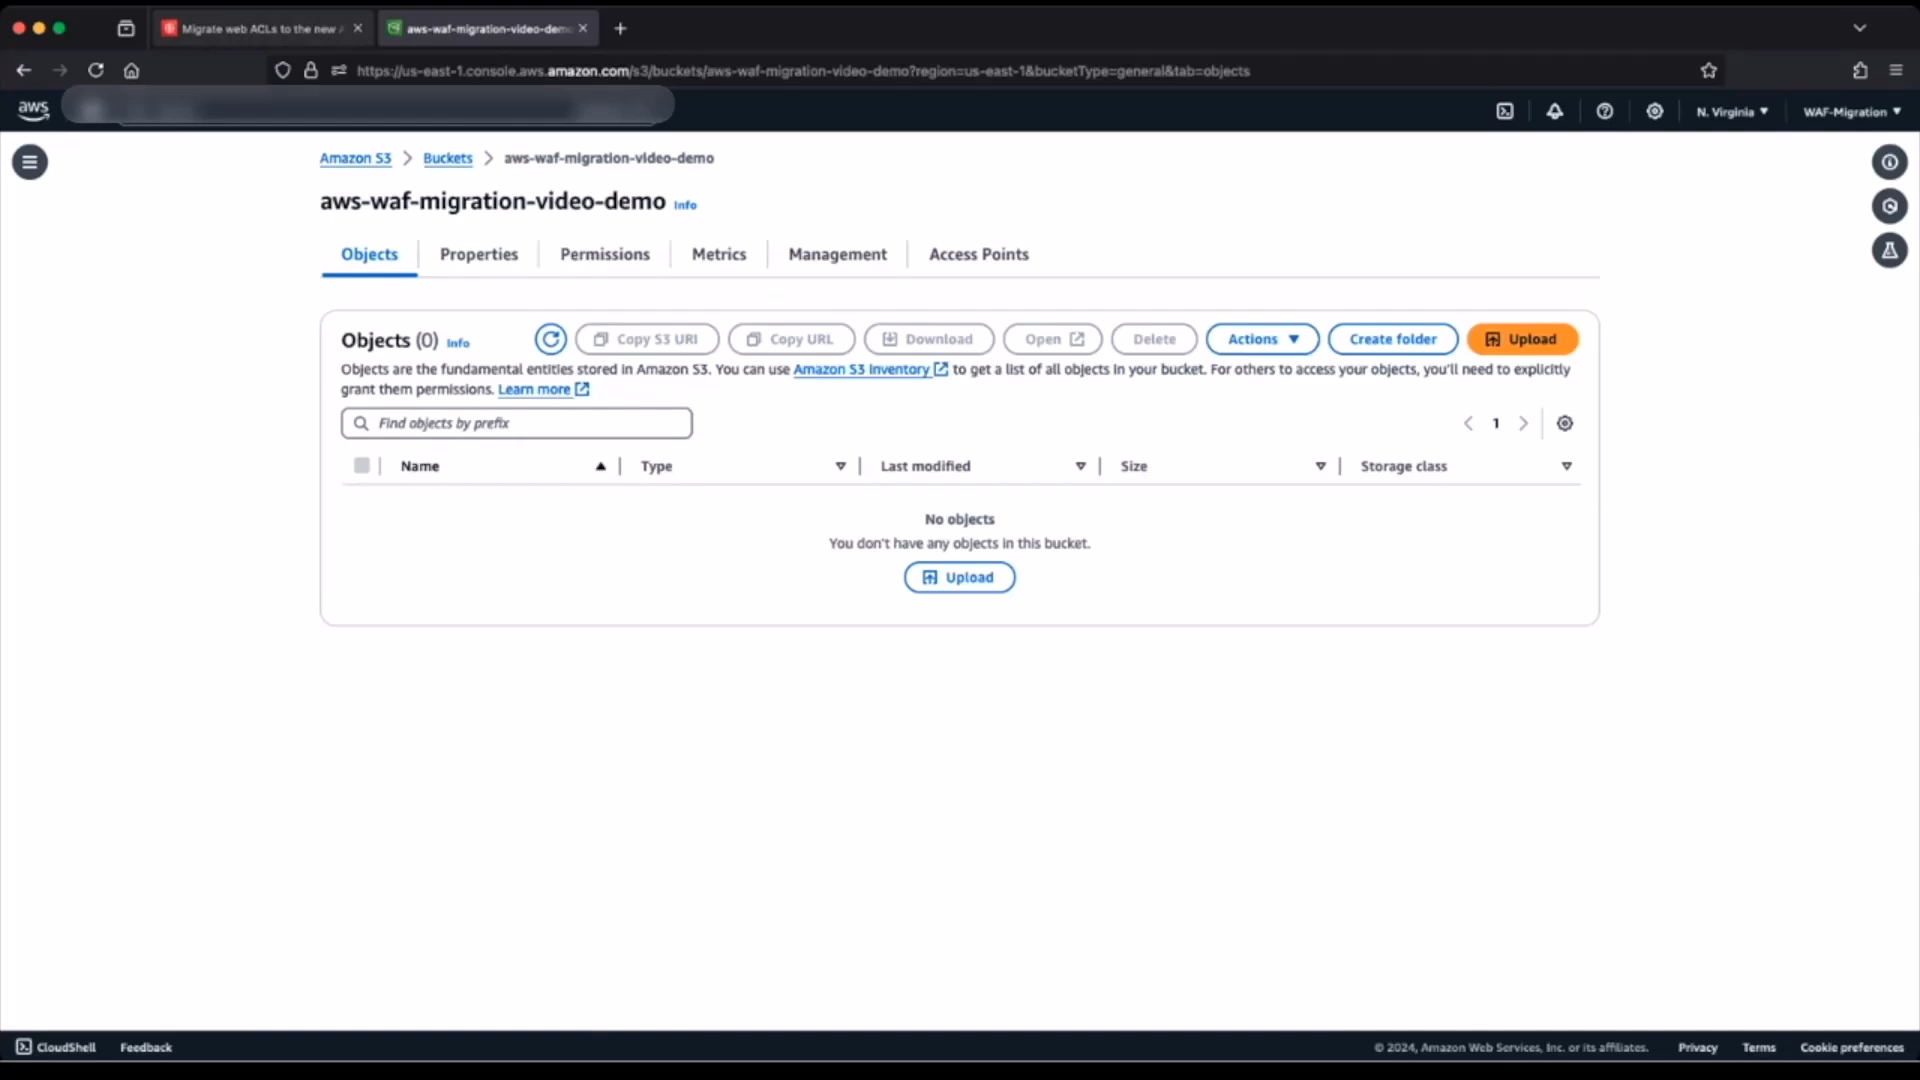 Migrate web ACLs to the new
aws-waf-migration-video-dem
https://us-east-1.console.aws.amazon.com/s3/buckets/aws-waf-migration-video-demo?region=us-east-1&bucketType=general&tab=objects
aws
N. Virginia
WAF-Migration
Amazon S3 > Buckets > aws-waf-migration-video-demo
aws-waf-migration-video-demo Info
Objects Properties Permissions Metrics Management Access Points
Objects (0) Info
Copy S3 URI Copy URL Download Open Delete Actions Create folder Upload
Objects are the fundamental entities stored in Amazon S3. You can use Amazon S3 Inventory to get a list of all objects in your bucket. For others to access your objects, you'll need to explicitly
grant them permissions. Learn more
Find objects by prefix
1
Name Type Last modified Size Storage class
No objects
You don't have any objects in this bucket.
Upload
CloudShell Feedback
© 2024, Amazon Web Services, Inc. or its affiliates. Privacy Terms Cookie preferences